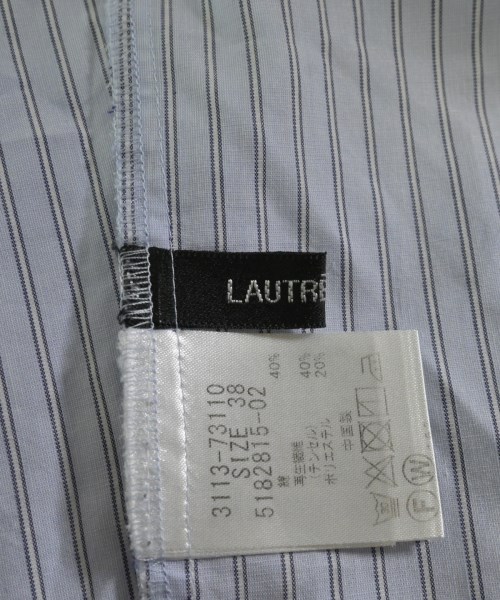 LAUTRE
3113-73110
SIZE 38
5182815-02
綿 40%
再生繊維
(テンセル) 40%
ポリエステル 20%
中国製
F W